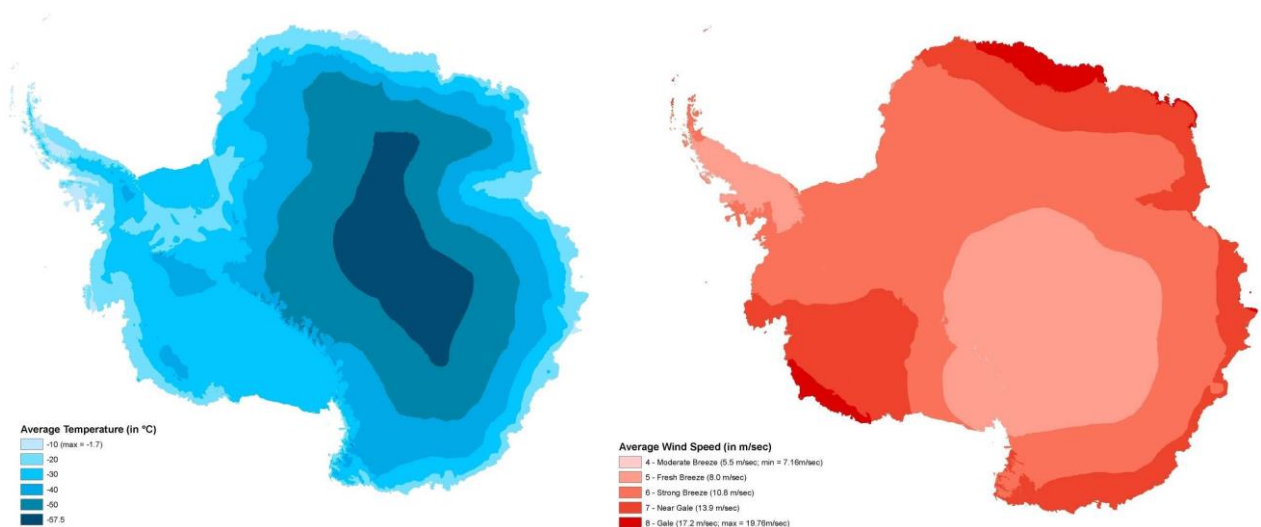 Average Temperature (in °C)
-10 (max = -1.7)
-20
-30
-40
-50
-57.5
Average Wind Speed (in m/sec)
4 - Moderate Breeze (5.5 m/sec; min = 7.16m/sec)
5 - Fresh Breeze (8.0 m/sec)
6 - Strong Breeze (10.8 m/sec)
7 - Near Gale (13.9 m/sec)
8 - Gale (17.2 m/sec; max = 19.76m/sec)